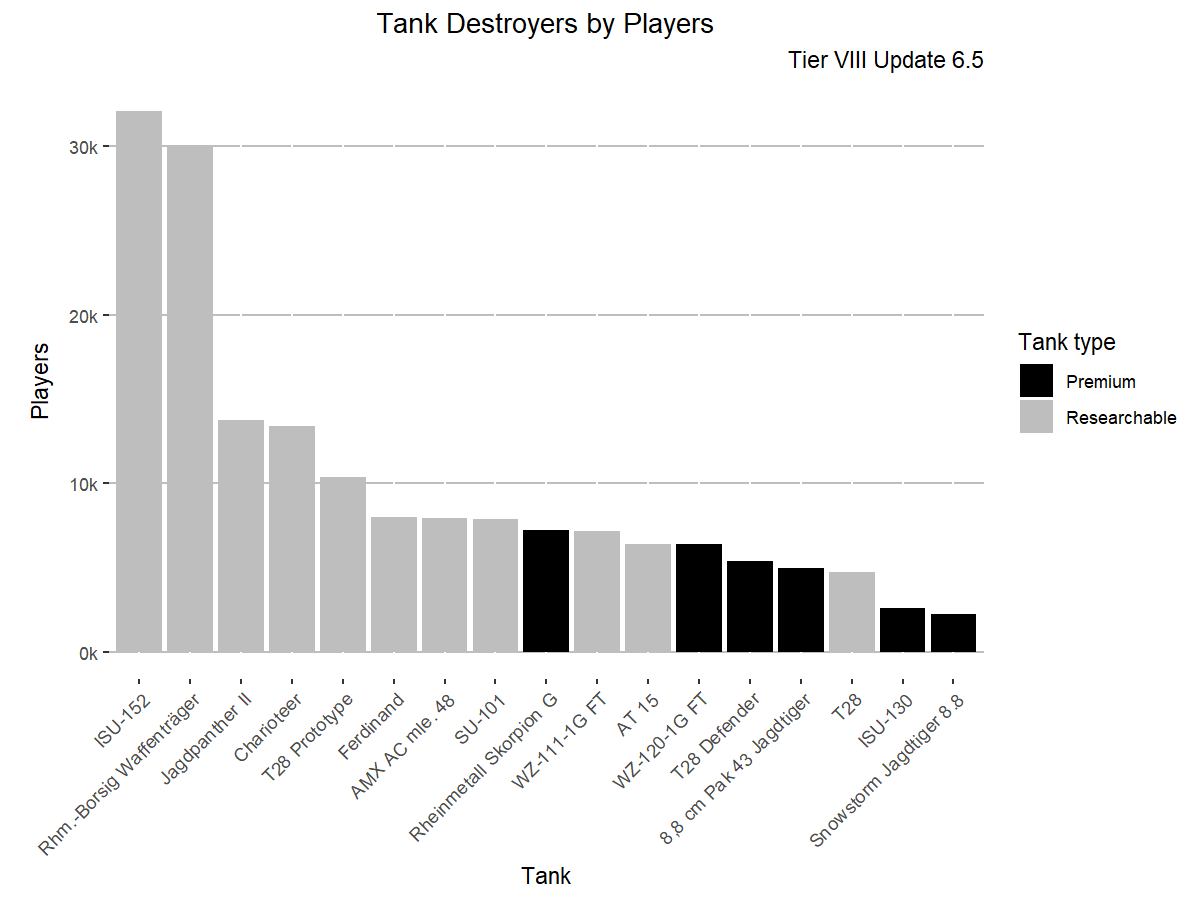 Tank Destroyers by Players
Tier VIII Update 6.5
Players
30k
20k
10k
0k
ISU-152
Rhm.-Borsig Waffenträger
Jagdpanther II
Charioteer
T28 Prototype
Ferdinand
AMX AC mle. 48
SU-101
Rheinmetall Skorpion G
WZ-111-1G FT
AT 15
WZ-120-1G FT
T28 Defender
8,8 cm Pak 43 Jagdtiger
T28
ISU-130
Snowstorm Jagdtiger 8.8
Tank
Tank type
Premium
Researchable